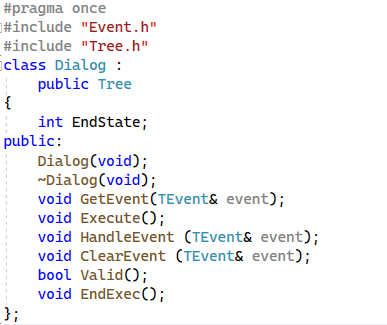 #pragma once
#include "Event.h"
#include "Tree.h"
class Dialog :
    public Tree
{
    int EndState;
public:
    Dialog(void);
    ~Dialog(void);
    void GetEvent(TEvent& event);
    void Execute();
    void HandleEvent (TEvent& event);
    void ClearEvent (TEvent& event);
    bool Valid();
    void EndExec();
};